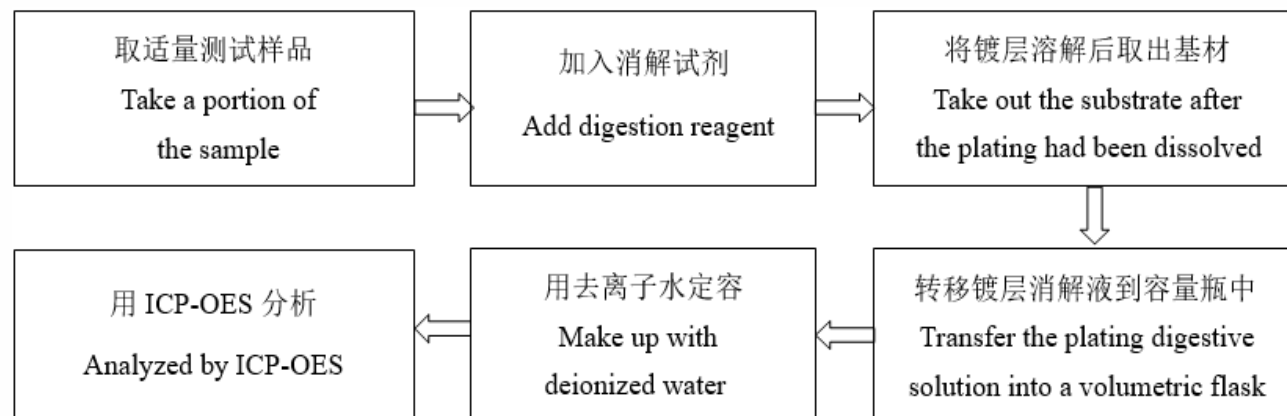 取适量测试样品
Take a portion of
the sample
加入消解试剂
Add digestion reagent
将镀层溶解后取出基材
Take out the substrate after
the plating had been dissolved
转移镀层消解液到容量瓶中
Transfer the plating digestive
solution into a volumetric flask
用去离子水定容
Make up with
deionized water
用 ICP-OES 分析
Analyzed by ICP-OES